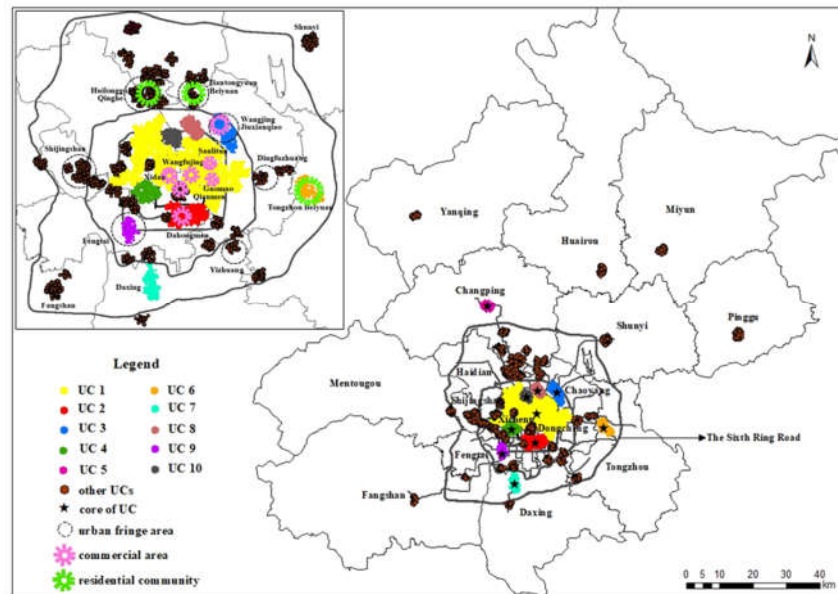 Shunyi
Huilongguan
Qinghe
Tiantongyuan
Beiyuan
Wangjing
Jiuxianqiao
Shijingshan
Sanlitun
Dingfuzhuang
Wangfujing
Xidan
Guomao
Qianmen
Tongzhou Beiyuan
Fengtai
Dahongmen
Yizhuang
Daxing
Fangshan
N
Yanqing
Miyun
Huairou
Changping
Shunyi
Pinggu
Mentougou
Haidian
Chaoyang
Shijingshan
Xicheng
Dongcheng
The Sixth Ring Road
Fengtai
Tongzhou
Fangshan
Daxing
Legend
UC 1
UC 6
UC 2
UC 7
UC 3
UC 8
UC 4
UC 9
UC 5
UC 10
other UCs
core of UC
urban fringe area
commercial area
residential community
0 5 10 20 30 40
km